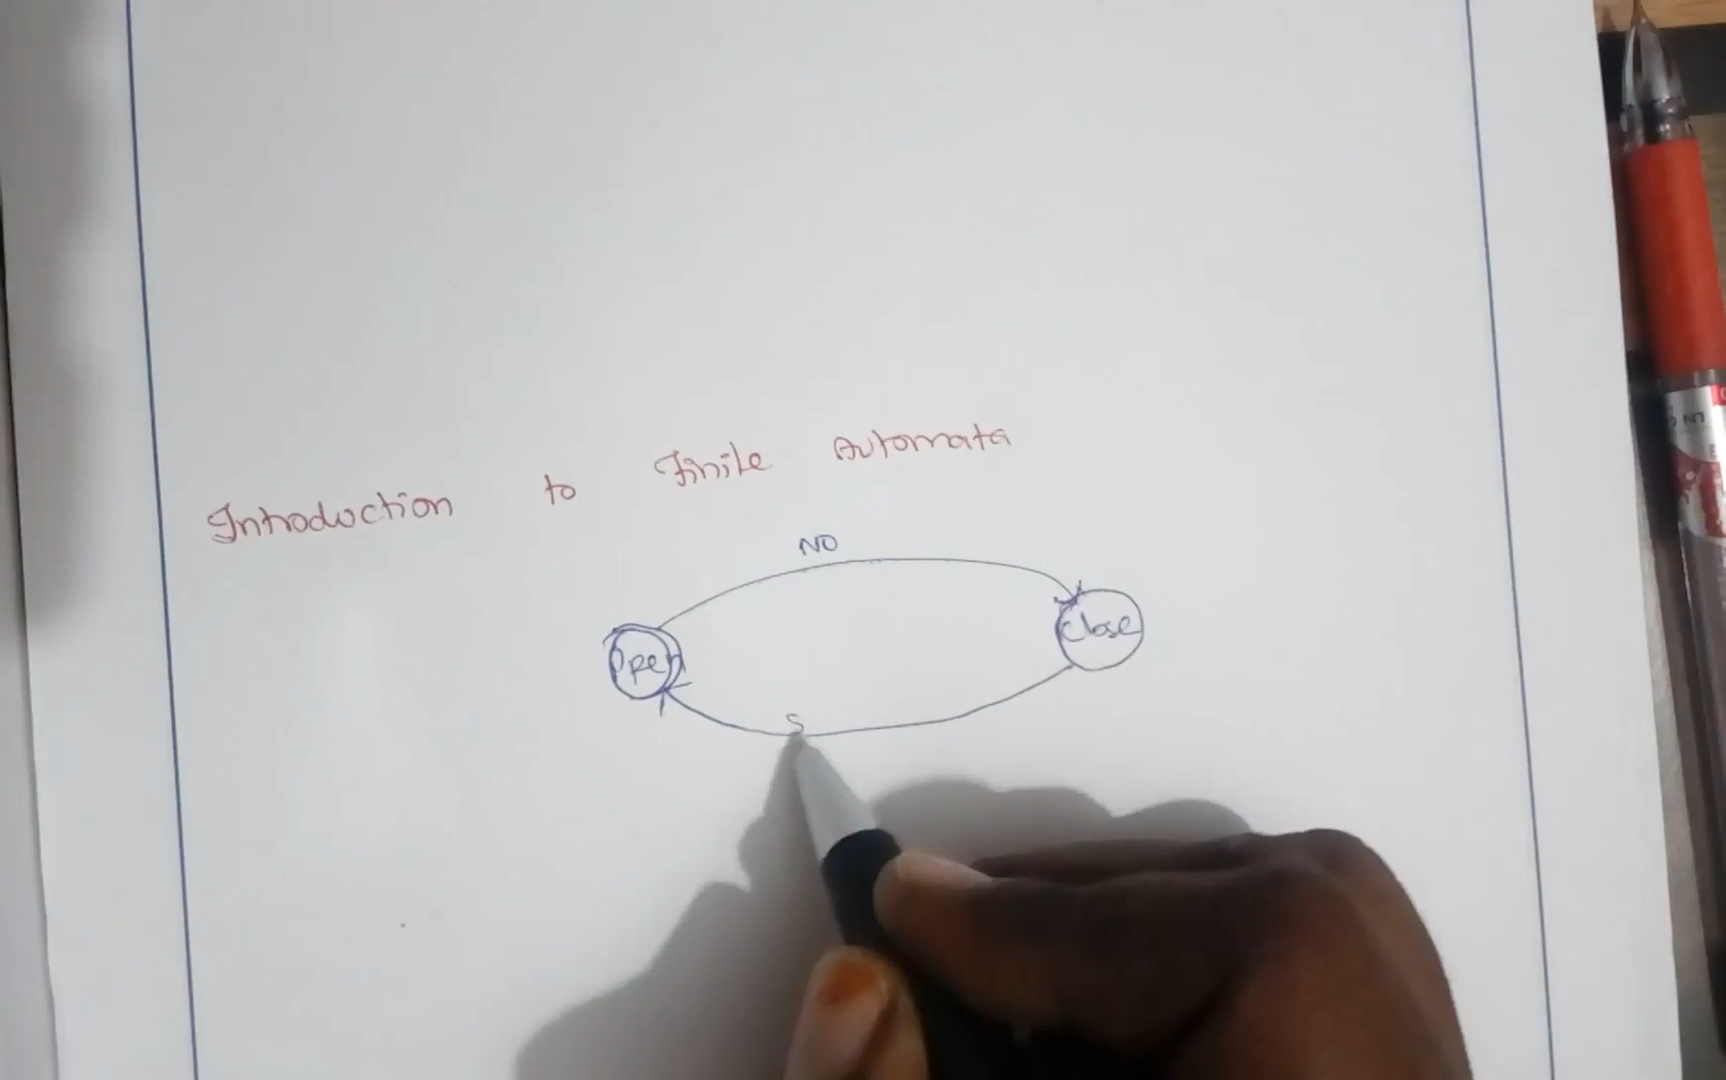 Introduction to Finite Automata
NO
Open
Close
S